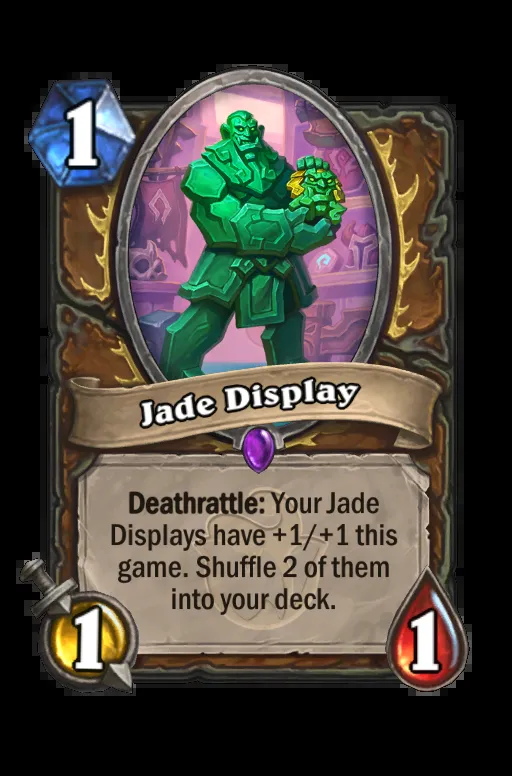 1
Jade Display
Deathrattle: Your Jade
Displays have +1/+1 this
game. Shuffle 2 of them
into your deck.
1
1